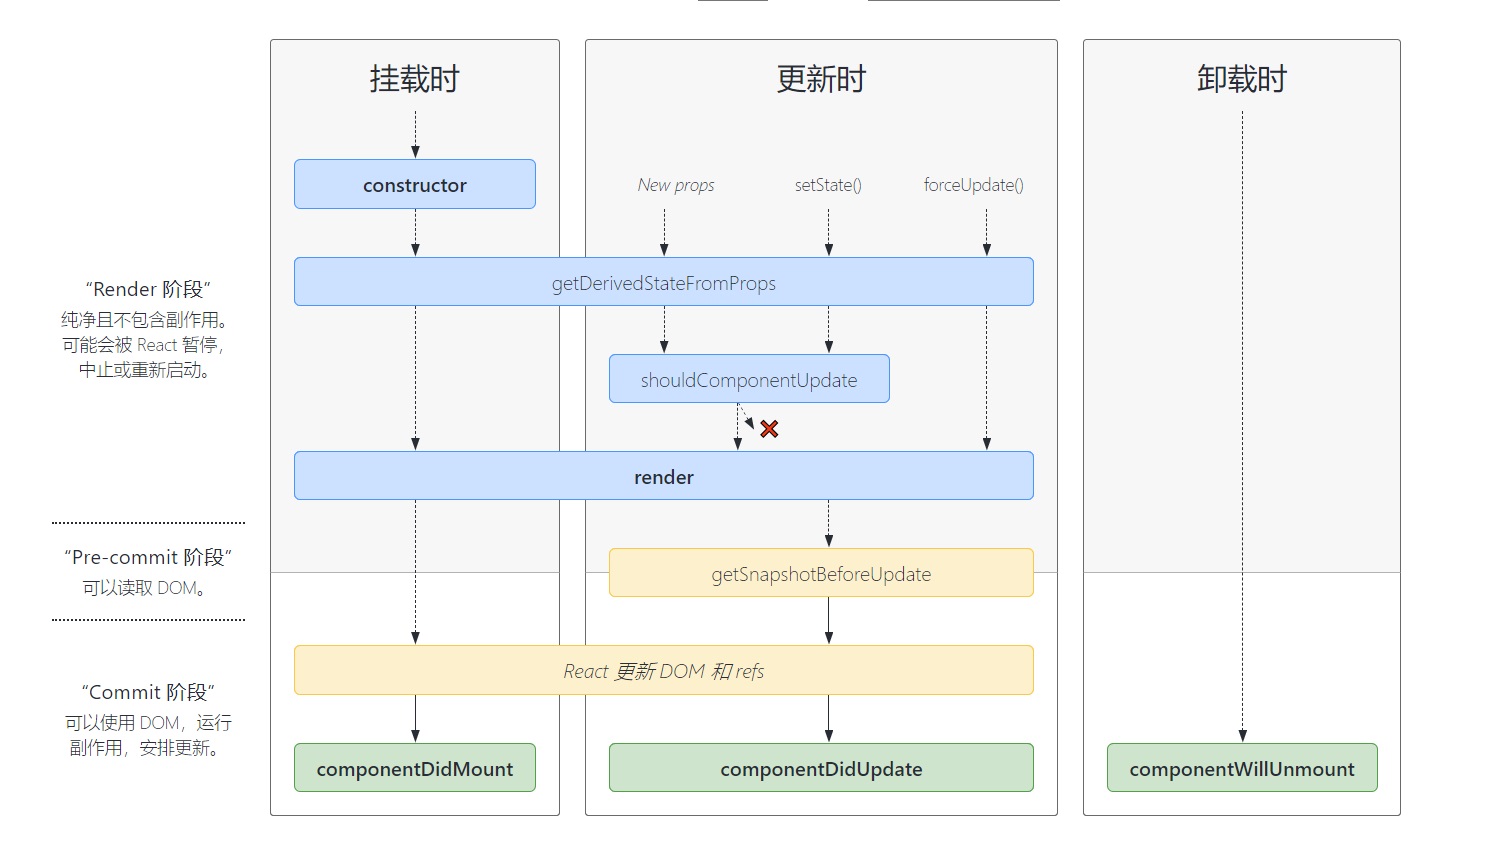 挂载时
更新时
卸载时
constructor
New props
setState()
forceUpdate()
getDerivedStateFromProps
“Render 阶段”
纯净且不包含副作用。
可能会被 React 暂停，
中止或重新启动。
shouldComponentUpdate
render
“Pre-commit 阶段”
可以读取 DOM。
getSnapshotBeforeUpdate
React 更新 DOM 和 refs
“Commit 阶段”
可以使用 DOM，运行
副作用，安排更新。
componentDidMount
componentDidUpdate
componentWillUnmount